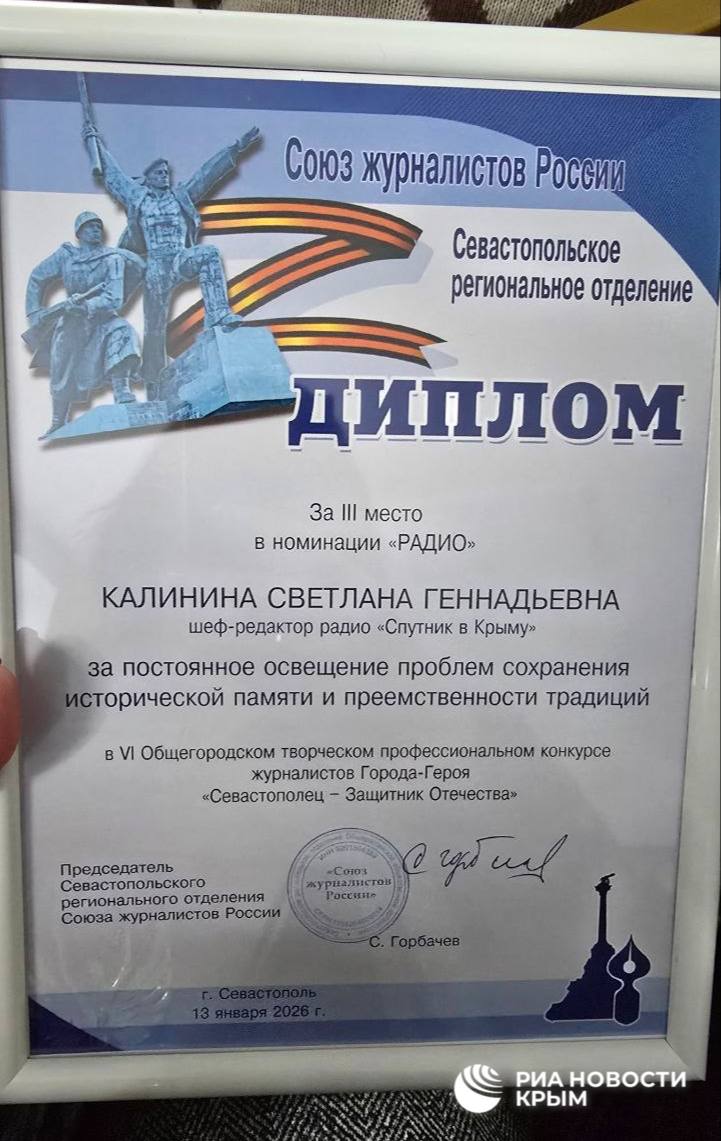 Союз журналистов России
Севастопольское
региональное отделение
ДИПЛОМ
За III место
в номинации «РАДИО»
КАЛИНИНА СВЕТЛАНА ГЕННАДЬЕВНА
шеф-редактор радио «Спутник в Крыму»
за постоянное освещение проблем сохранения
исторической памяти и преемственности традиций
в VI Общегородском творческом профессиональном конкурсе
журналистов Города-Героя
«Севастополец – Защитник Отечества»
Председатель
Севастопольского
регионального отделения
Союза журналистов России
«Союз
журналистов
России»
С. Горбачев
г. Севастополь
13 января 2026 г.
РИА НОВОСТИ
КРЫМ